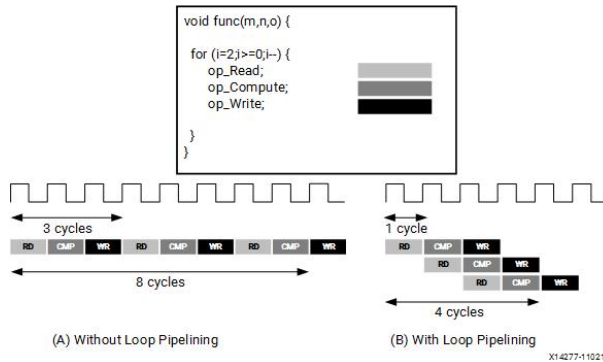 void func(m,n,o) {
for (i=2;i>=0;i--) {
op_Read;
op_Compute;
op_Write;
}
}
3 cycles
RD CMP WR RD CMP WR RD CMP WR
8 cycles
(A) Without Loop Pipelining
1 cycle
RD CMP WR
RD CMP WR
RD CMP WR
4 cycles
(B) With Loop Pipelining